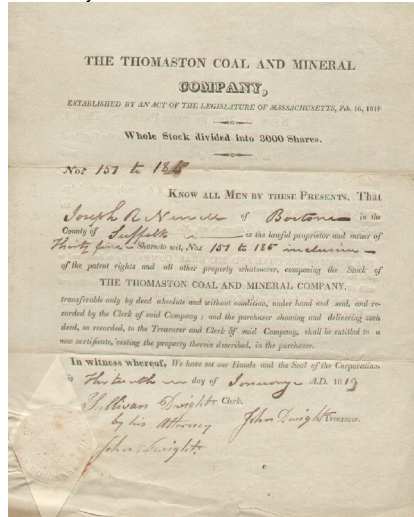 THE THOMASTON COAL AND MINERAL
COMPANY,
ESTABLISHED BY AN ACT OF THE LEGISLATURE OF MASSACHUSETTS, Feb. 16, 181
Whole Stock divided into 3000 Shares.
Nos 151 to 185
KNOW ALL MEN BY THESE PRESENTS, That
Joseph R of Boston in the
County of Suffolk is the lawful proprietor and owner of
Thirty five Shares to wit, Nos 151 to 185 inclusive
of the patent rights and all other property whatsoever, composing the Stock of
THE THOMASTON COAL AND MINERAL COMPANY,
transferable only by deed absolute and without condition, under hand and seal, and re-
corded by the Clerk of said Company; and the purchaser showing and delivering such
deed, so recorded, to the Treasurer and Clerk of said Company, shall be entitled to a
new certificate, vesting the property therein described, in the purchaser.
In witness whereof, We have set our Hands and the Seal of the Corporation
day of January A.D. 1819
Sullivan Dwight Clerk.
by his Attorney John Dwight Treasurer.
John Dwight